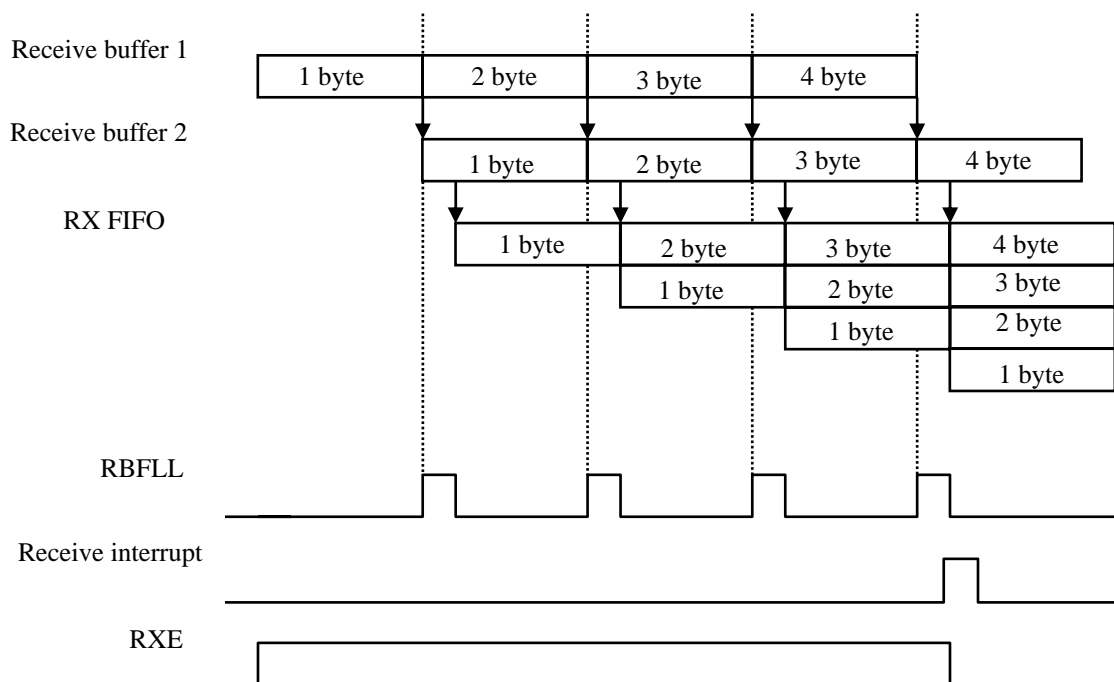 Receive buffer 1
1 byte 2 byte 3 byte 4 byte
Receive buffer 2
1 byte 2 byte 3 byte 4 byte
RX FIFO
1 byte 2 byte 3 byte 4 byte
1 byte 2 byte 3 byte
1 byte 2 byte
1 byte
RBFLL
Receive interrupt
RXE